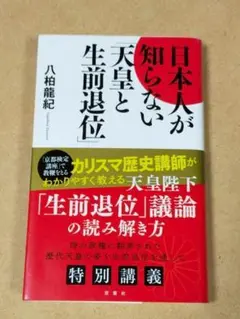 日本人が
知らない
「天皇と
生前退位」
八柏龍紀
「京都検定
講座」で
教鞭をとる
カリスマ歴史講師が
わかりやすく教える天皇陛下
「生前退位」議論
の読み解き方
特別講義
双葉社